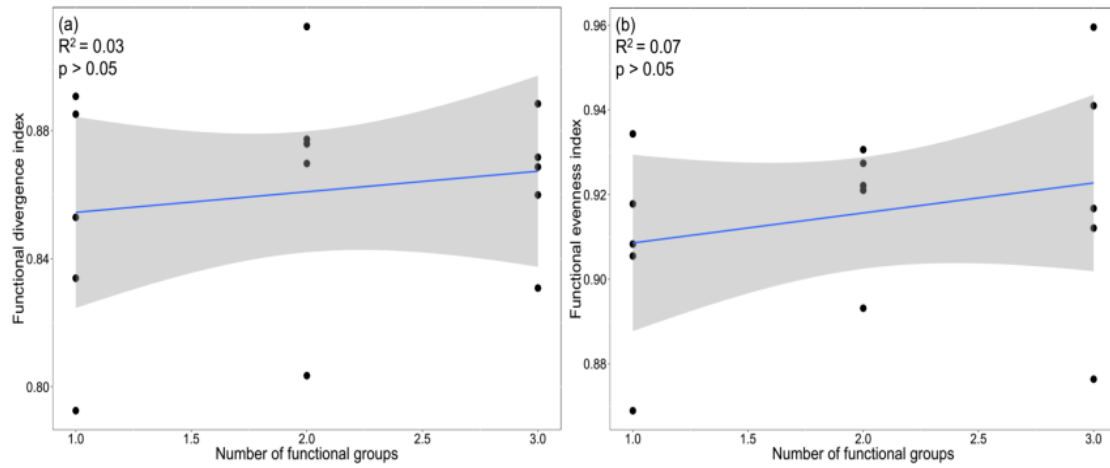 (a)
R² = 0.03
p > 0.05
Functional divergence index
0.88
0.84
0.80
1.0 1.5 2.0 2.5 3.0
Number of functional groups
(b)
R² = 0.07
p > 0.05
Functional evenness index
0.96
0.94
0.92
0.90
0.88
1.0 1.5 2.0 2.5 3.0
Number of functional groups